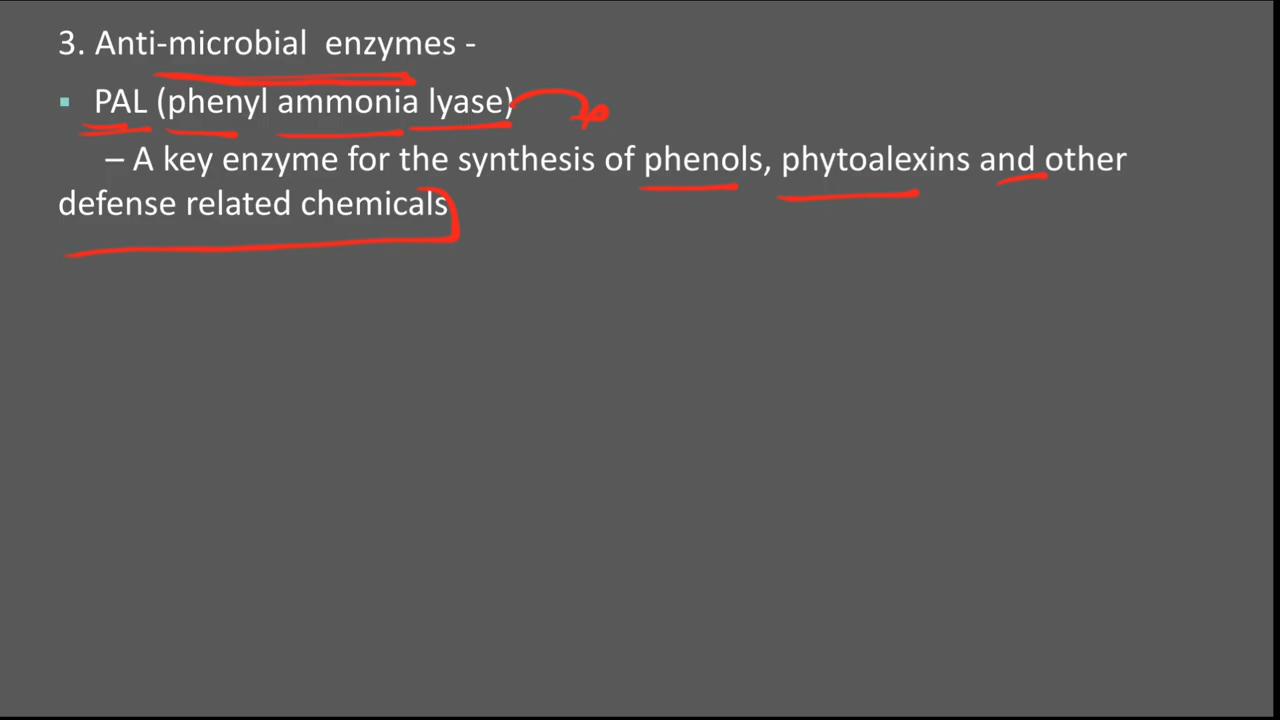 3. Anti-microbial enzymes -
▪ PAL (phenyl ammonia lyase)
– A key enzyme for the synthesis of phenols, phytoalexins and other
defense related chemicals